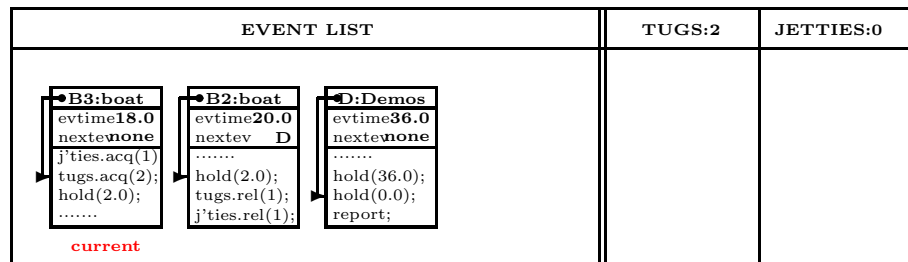 EVENT LIST TUGS:2 JETTIES:0
B3:boat B2:boat D:Demos
evtime18.0 evtime20.0 evtime36.0
nextevnone nextev D nextevnone
j'ties.acq(1) ....... .......
tugs.acq(2); hold(2.0); hold(36.0);
hold(2.0); tugs.rel(1); hold(0.0);
....... j'ties.rel(1); report;
current